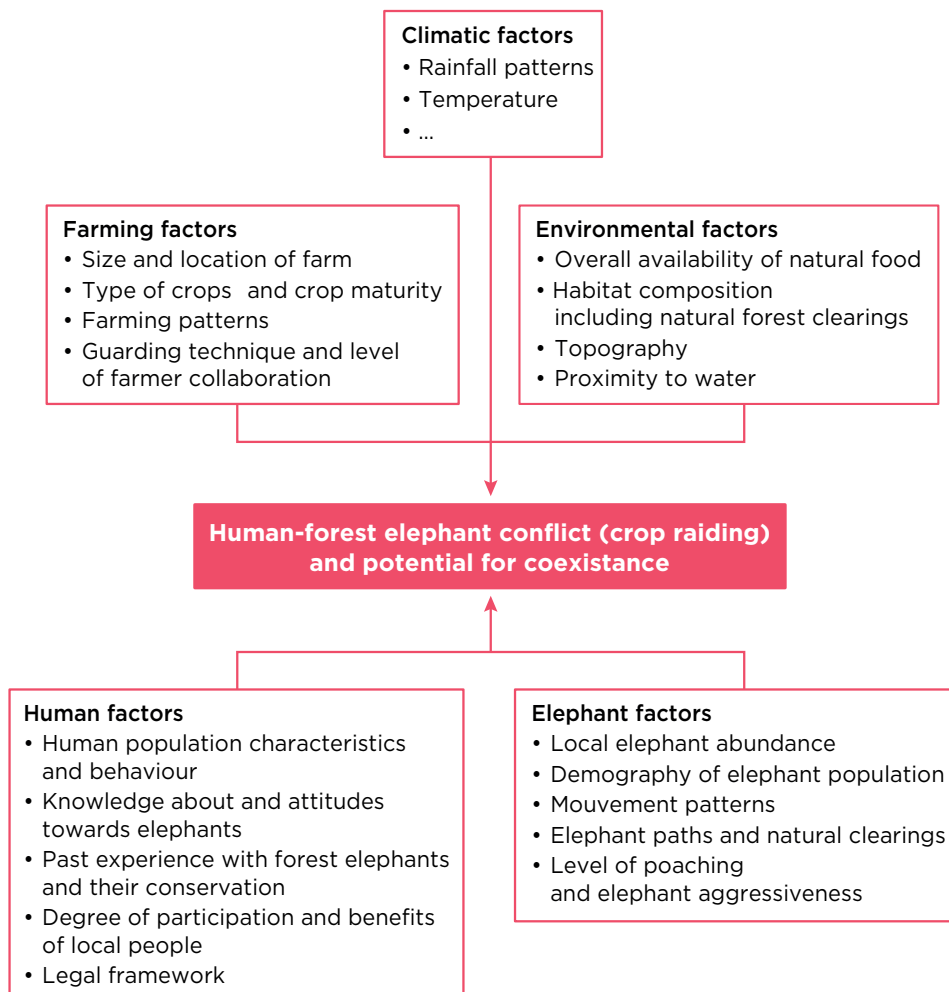 Climatic factors
• Rainfall patterns
• Temperature
• ...
Farming factors
• Size and location of farm
• Type of crops and crop maturity
• Farming patterns
• Guarding technique and level
of farmer collaboration
Environmental factors
• Overall availability of natural food
• Habitat composition
including natural forest clearings
• Topography
• Proximity to water
Human-forest elephant conflict (crop raiding)
and potential for coexistance
Human factors
• Human population characteristics
and behaviour
• Knowledge about and attitudes
towards elephants
• Past experience with forest elephants
and their conservation
• Degree of participation and benefits
of local people
• Legal framework
Elephant factors
• Local elephant abundance
• Demography of elephant population
• Mouvement patterns
• Elephant paths and natural clearings
• Level of poaching
and elephant aggressiveness